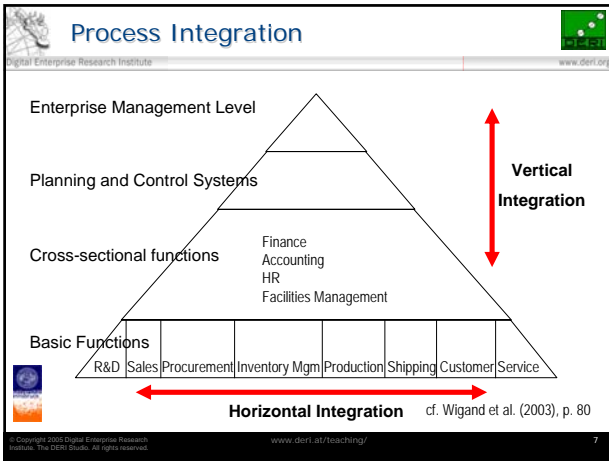 Process Integration
DERI
Digital Enterprise Research Institute
www.deri.org
Enterprise Management Level
Planning and Control Systems
Vertical
Integration
Cross-sectional functions
Finance
Accounting
HR
Facilities Management
Basic Functions
R&D Sales Procurement Inventory Mgm Production Shipping Customer Service
Horizontal Integration cf. Wigand et al. (2003), p. 80
© Copyright 2005 Digital Enterprise Research
Institute. The DERI Studio. All rights reserved.
www.deri.at/teaching/
7